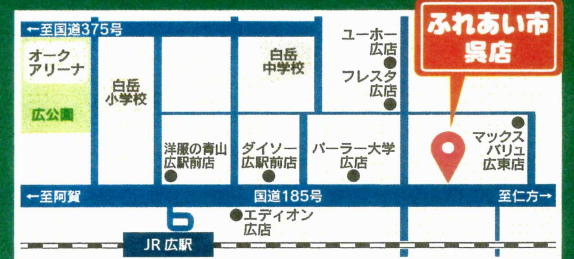 ←至国道375号
オーク
アリーナ
広公園
白岳
小学校
白岳
中学校
ユーホー
広店
フレスタ
広店
ふれあい市
呉店
洋服の青山
広駅前店
ダイソー
広駅前店
パーラー大学
広店
マックス
バリュ
広東店
←至阿賀
国道185号
至仁方→
エディオン
広店
JR 広駅